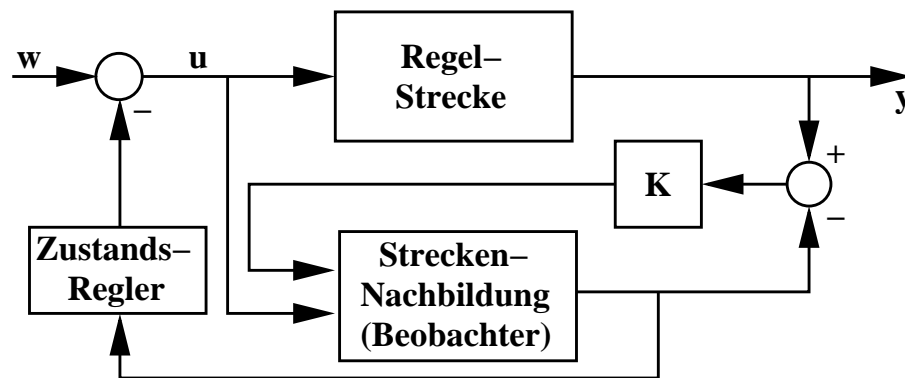 w
u
Regel–
Strecke
y
–
+
K
–
Zustands–
Regler
Strecken–
Nachbildung
(Beobachter)